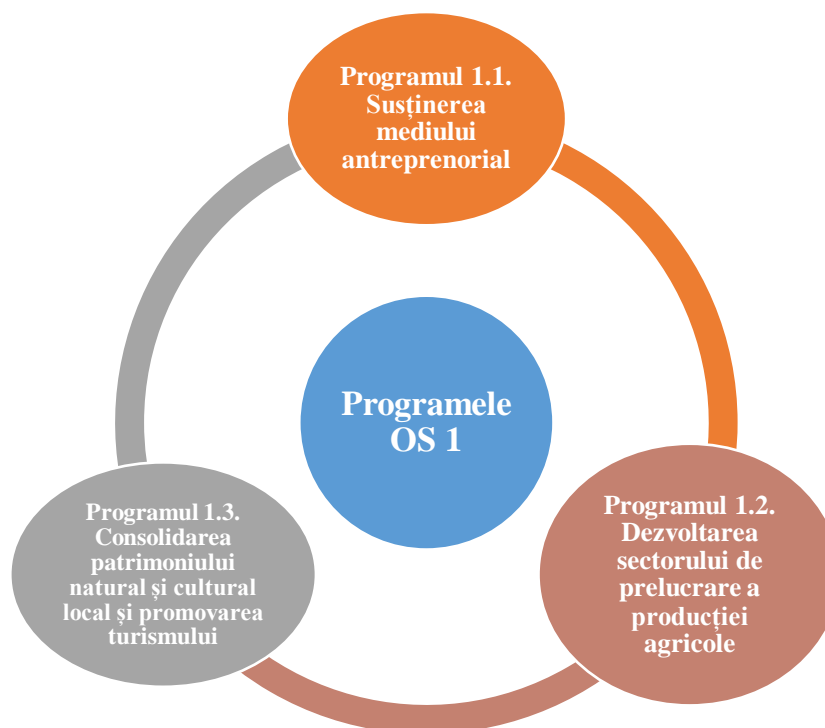 Programul 1.1.
Susținerea
mediului
antreprenorial
Programele
OS 1
Programul 1.3.
Consolidarea
patrimoniului
natural și cultural
local și promovarea
turismului
Programul 1.2.
Dezvoltarea
sectorului de
prelucrare a
producției
agricole